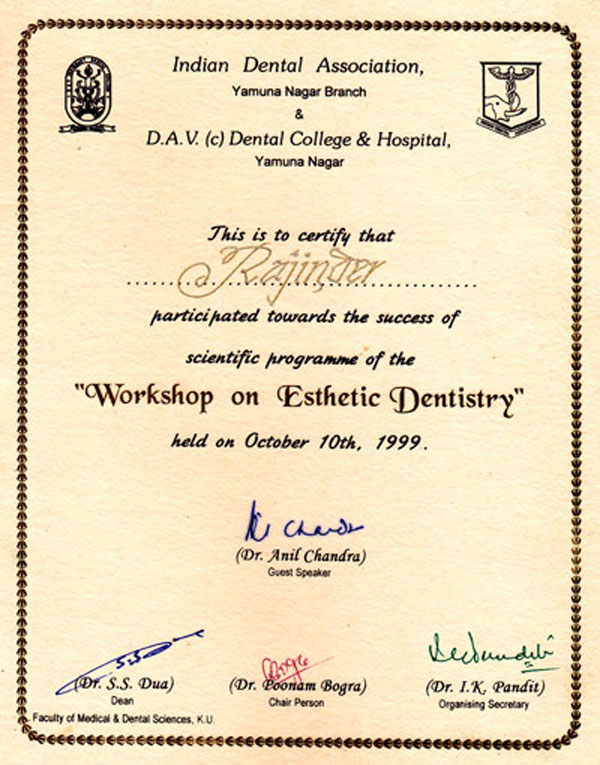 Indian Dental Association,
Yamuna Nagar Branch
&
D.A.V. (c) Dental College & Hospital,
Yamuna Nagar
This is to certify that
Rajinder
participated towards the success of
scientific programme of the
"Workshop on Esthetic Dentistry"
held on October 10th, 1999.
(Dr. Anil Chandra)
Guest Speaker
(Dr. S.S. Dua)
Dean
Faculty of Medical & Dental Sciences, K.U.
(Dr. Poonam Bogra)
Chair Person
(Dr. I.K. Pandit)
Organising Secretary